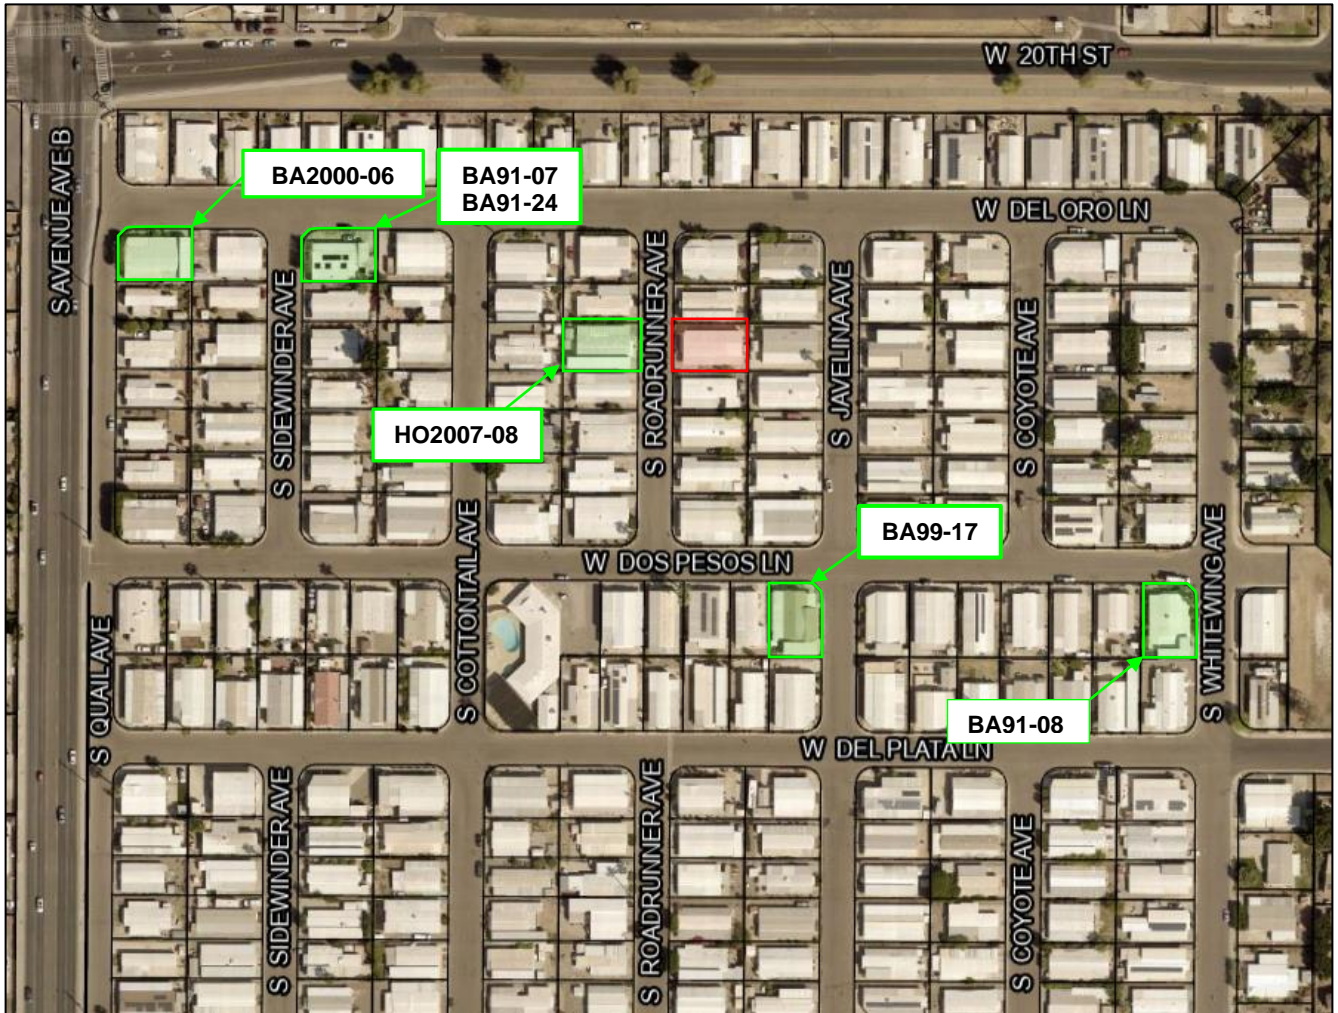 W 20TH ST
S AVENUE AVE B
BA2000-06
BA91-07
BA91-24
W DEL ORO LN
S SIDEWINDER AVE
S ROADRUNNER AVE
S JAVELINA AVE
S COYOTE AVE
HO2007-08
S COTTONTAIL AVE
BA99-17
W DOS PESOS LN
S WHITEWING AVE
S QUAIL AVE
BA91-08
W DEL PLATA LN
S SIDEWINDER AVE
S ROADRUNNER AVE
S COYOTE AVE